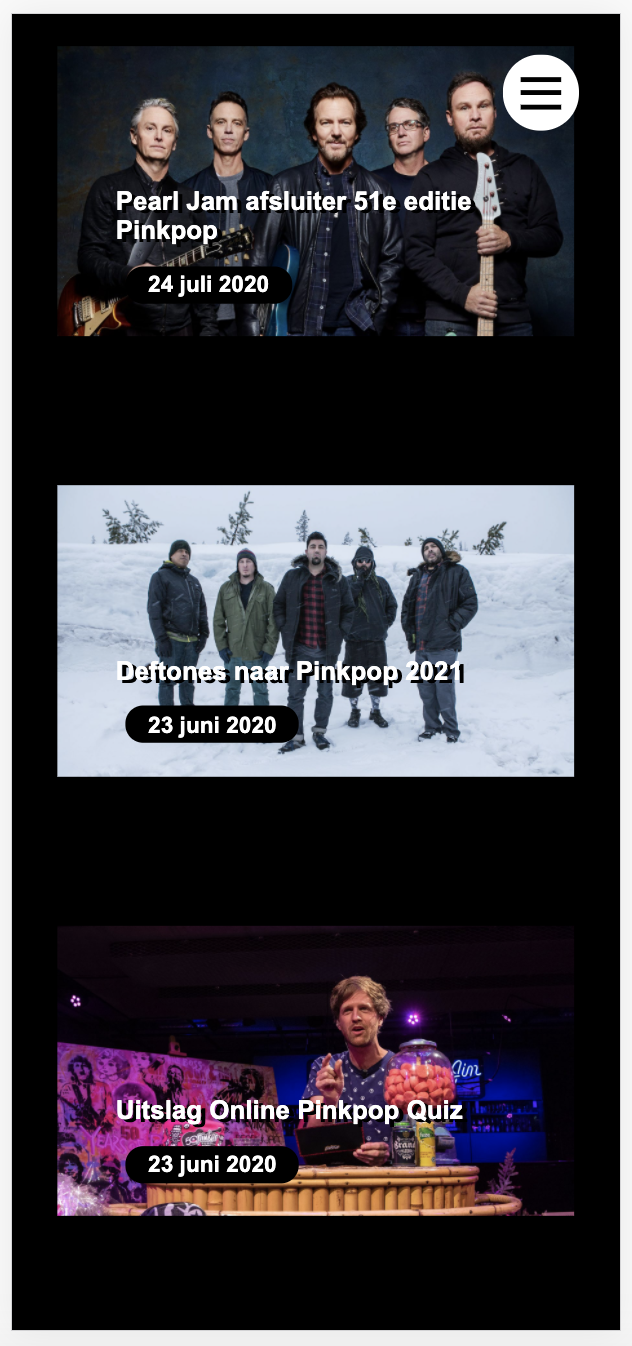 Pearl Jam afsluiter 51e editie
Pinkpop
24 juli 2020
Deftones naar Pinkpop 2021
23 juni 2020
Uitslag Online Pinkpop Quiz
23 juni 2020